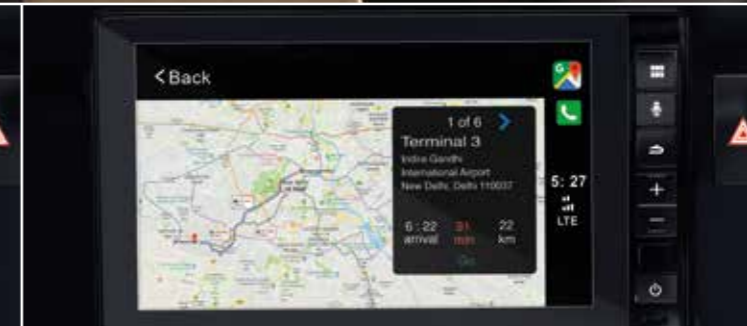 < Back
1 of 6 >
Terminal 3
Indira Gandhi
International Airport
New Delhi, Delhi 110037
6 : 22
arrival
min
22
km
Go
5: 27
LTE
G